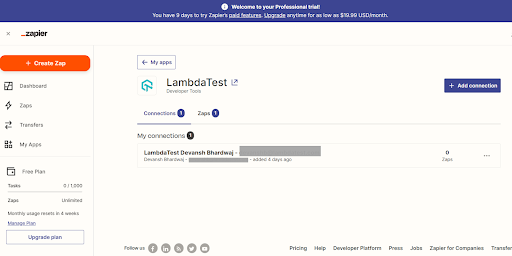 Welcome to your Professional trial!
You have 9 days to try Zapier's paid features. Upgrade anytime for as low as $19.99 USD/month.
zapier
+ Create Zap
Dashboard
Zaps
Transfers
My Apps
Free Plan
Tasks 0 / 1,000
Zaps Unlimited
Monthly usage resets in 4 weeks
Manage Plan
Upgrade plan
← My apps
LambdaTest
Developer Tools
+ Add connection
Connections 1 Zaps 1
My connections 1
LambdaTest Devansh Bhardwaj -
Devansh Bhardwaj - - added 4 days ago
0
Zaps
Follow us
Pricing Help Developer Platform Press Jobs Zapier for Companies Transfer